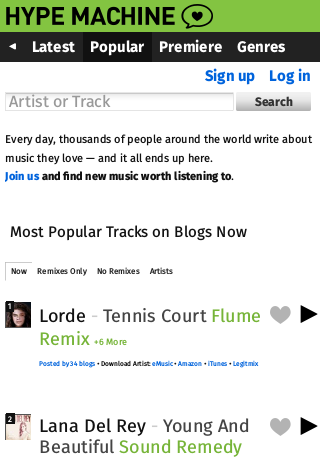 HYPE MACHINE
◄ Latest Popular Premiere Genres
Sign up Log in
Artist or Track Search
Every day, thousands of people around the world write about
music they love — and it all ends up here.
Join us and find new music worth listening to.
Most Popular Tracks on Blogs Now
Now Remixes Only No Remixes Artists
1
Lorde - Tennis Court Flume
Remix +6 More
Posted by 34 blogs • Download Artist: eMusic • Amazon • iTunes • Legitmix
2
Lana Del Rey - Young And
Beautiful Sound Remedy